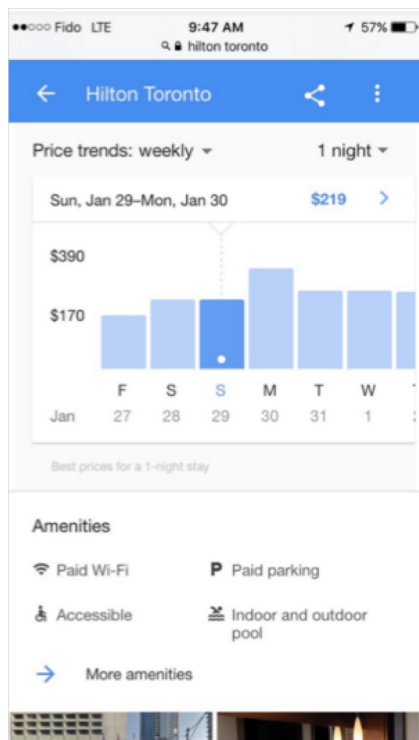 Fido LTE 9:47 AM 57%
hilton toronto
Hilton Toronto
Price trends: weekly 1 night
Sun, Jan 29–Mon, Jan 30 $219
$390
$170
F S S M T W
Jan 27 28 29 30 31 1
Best prices for a 1-night stay
Amenities
Paid Wi-Fi P Paid parking
Accessible Indoor and outdoor
pool
More amenities